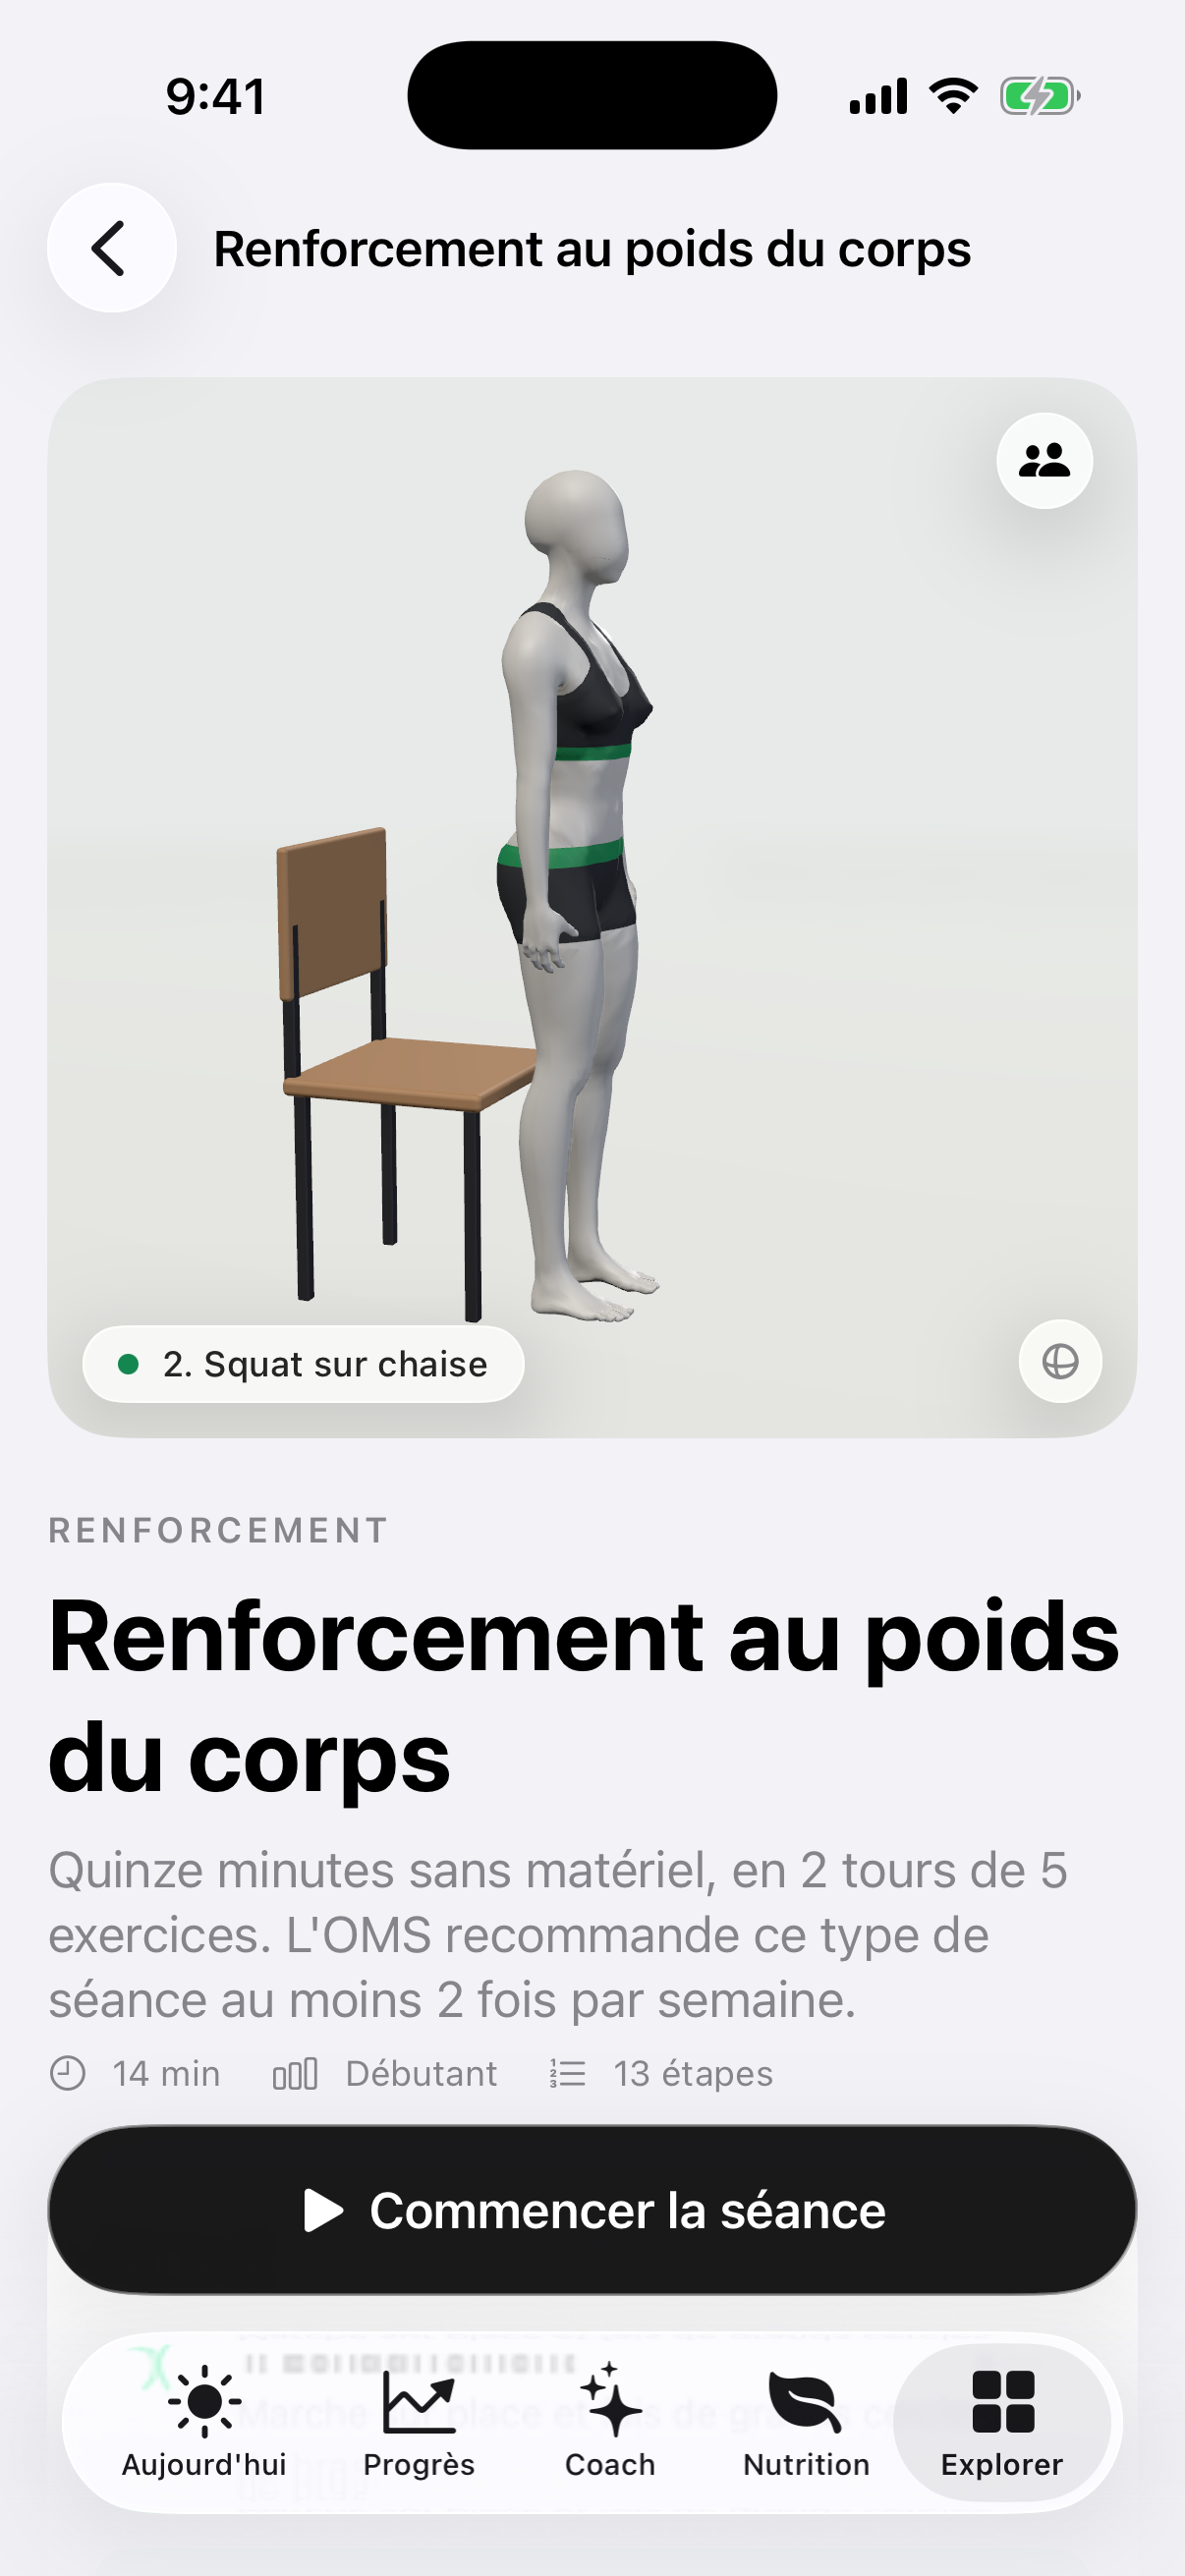 9:41
Renforcement au poids du corps
2. Squat sur chaise
RENFORCEMENT
Renforcement au poids
du corps
Quinze minutes sans matériel, en 2 tours de 5
exercices. L'OMS recommande ce type de
séance au moins 2 fois par semaine.
14 min Débutant 13 étapes
Commencer la séance
Aujourd'hui Progrès Coach Nutrition Explorer